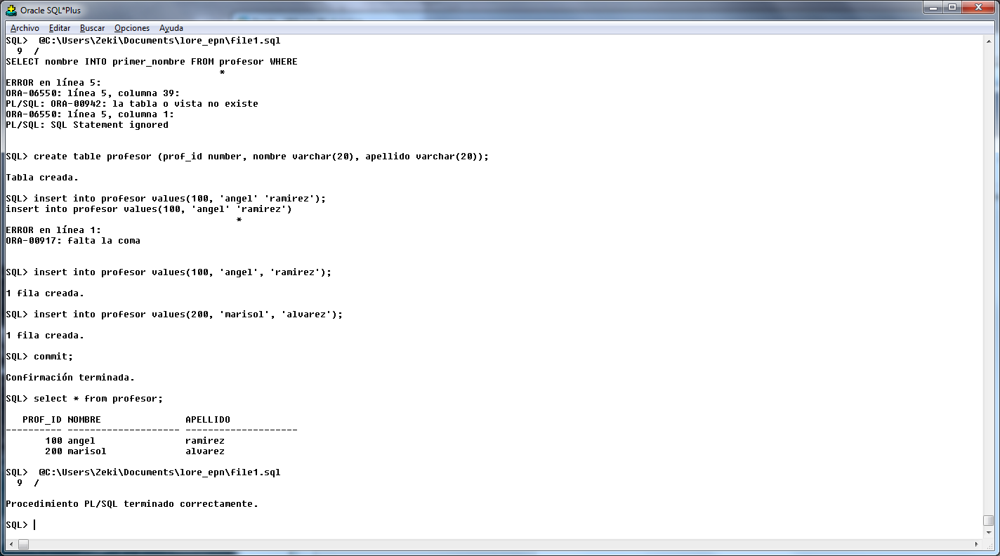 Oracle SQL*Plus
Archivo Editar Buscar Opciones Ayuda
SQL>  @C:\Users\Zeki\Documents\lore_epn\file1.sql
  9  /
SELECT nombre INTO primer_nombre FROM profesor WHERE
                                      *
ERROR en línea 5:
ORA-06550: línea 5, columna 39:
PL/SQL: ORA-00942: la tabla o vista no existe
ORA-06550: línea 5, columna 1:
PL/SQL: SQL Statement ignored
SQL> create table profesor (prof_id number, nombre varchar(20), apellido varchar(20));
Tabla creada.
SQL> insert into profesor values(100, 'angel' 'ramirez');
insert into profesor values(100, 'angel' 'ramirez')
                                         *
ERROR en línea 1:
ORA-00917: falta la coma
SQL> insert into profesor values(100, 'angel', 'ramirez');
1 fila creada.
SQL> insert into profesor values(200, 'marisol', 'alvarez');
1 fila creada.
SQL> commit;
Confirmación terminada.
SQL> select * from profesor;
   PROF_ID NOMBRE               APELLIDO
---------- -------------------- --------------------
       100 angel                ramirez
       200 marisol              alvarez
SQL>  @C:\Users\Zeki\Documents\lore_epn\file1.sql
  9  /
Procedimiento PL/SQL terminado correctamente.
SQL>